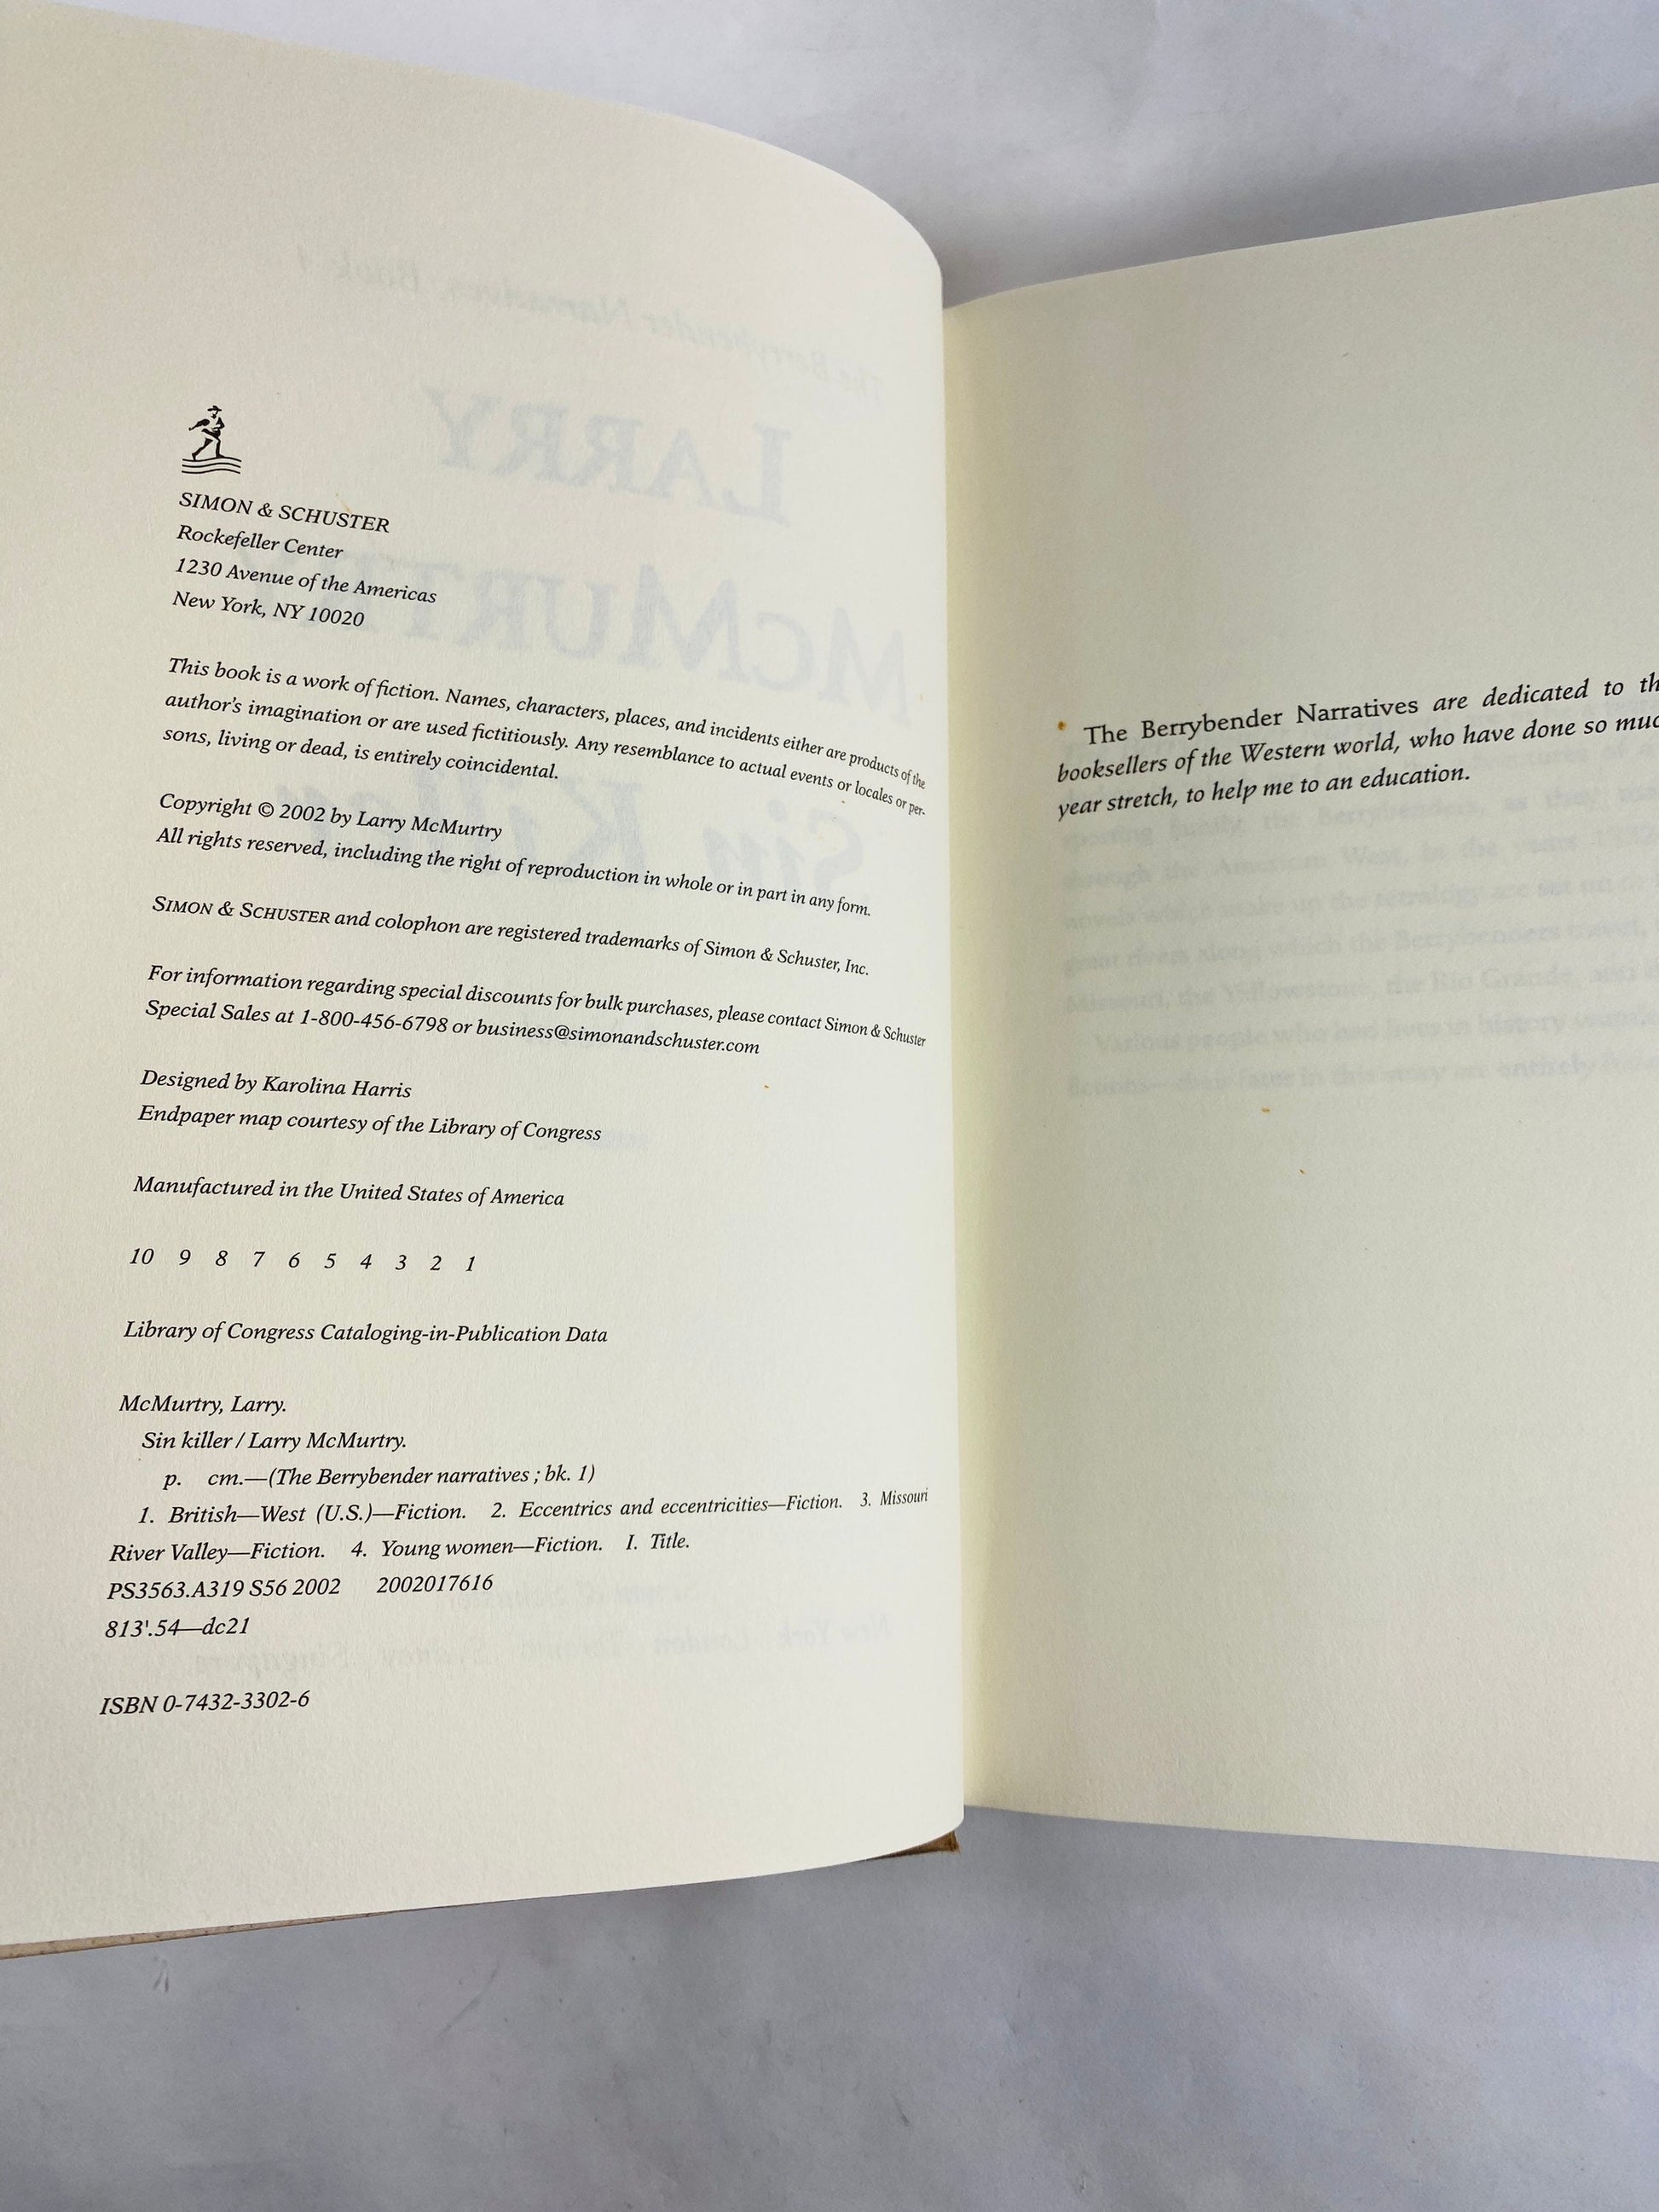 SIMON & SCHUSTER
Rockefeller Center
1230 Avenue of the Americas
New York, NY 10020
This book is a work of fiction. Names, characters, places, and incidents either are products of the
author's imagination or are used fictitiously. Any resemblance to actual events or locales or per-
sons, living or dead, is entirely coincidental.
Copyright © 2002 by Larry McMurtry
All rights reserved, including the right of reproduction in whole or in part in any form.
SIMON & SCHUSTER and colophon are registered trademarks of Simon & Schuster, Inc.
For information regarding special discounts for bulk purchases, please contact Simon & Schuster
Special Sales at 1-800-456-6798 or business@simonandschuster.com
Designed by Karolina Harris
Endpaper map courtesy of the Library of Congress
Manufactured in the United States of America
10 9 8 7 6 5 4 3 2 1
Library of Congress Cataloging-in-Publication Data
McMurtry, Larry.
Sin killer / Larry McMurtry.
p. cm.—(The Berrybender narratives ; bk. 1)
1. British—West (U.S.)—Fiction. 2. Eccentrics and eccentricities—Fiction. 3. Missouri
River Valley—Fiction. 4. Young women—Fiction. I. Title.
PS3563.A319 S56 2002 2002017616
813'.54—dc21
ISBN 0-7432-3302-6
The Berrybender Narratives are dedicated to
booksellers of the Western world, who have done so
year stretch, to help me to an education.